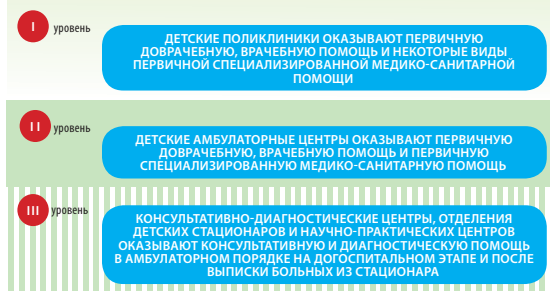 I уровень
ДЕТСКИЕ ПОЛИКЛИНИКИ ОКАЗЫВАЮТ ПЕРВИЧНУЮ
ДОВРАЧЕБНУЮ, ВРАЧЕБНУЮ ПОМОЩЬ И НЕКОТОРЫЕ ВИДЫ
ПЕРВИЧНОЙ СПЕЦИАЛИЗИРОВАННОЙ МЕДИКО-САНИТАРНОЙ
ПОМОЩИ
II уровень
ДЕТСКИЕ АМБУЛАТОРНЫЕ ЦЕНТРЫ ОКАЗЫВАЮТ ПЕРВИЧНУЮ
ДОВРАЧЕБНУЮ, ВРАЧЕБНУЮ ПОМОЩЬ И ПЕРВИЧНУЮ
СПЕЦИАЛИЗИРОВАННУЮ МЕДИКО-САНИТАРНУЮ ПОМОЩЬ
III уровень
КОНСУЛЬТАТИВНО-ДИАГНОСТИЧЕСКИЕ ЦЕНТРЫ, ОТДЕЛЕНИЯ
ДЕТСКИХ СТАЦИОНАРОВ И НАУЧНО-ПРАКТИЧЕСКИХ ЦЕНТРОВ
ОКАЗЫВАЮТ КОНСУЛЬТАТИВНУЮ И ДИАГНОСТИЧЕСКУЮ ПОМОЩЬ
В АМБУЛАТОРНОМ ПОРЯДКЕ НА ДОГОСПИТАЛЬНОМ ЭТАПЕ И ПОСЛЕ
ВЫПИСКИ БОЛЬНЫХ ИЗ СТАЦИОНАРА